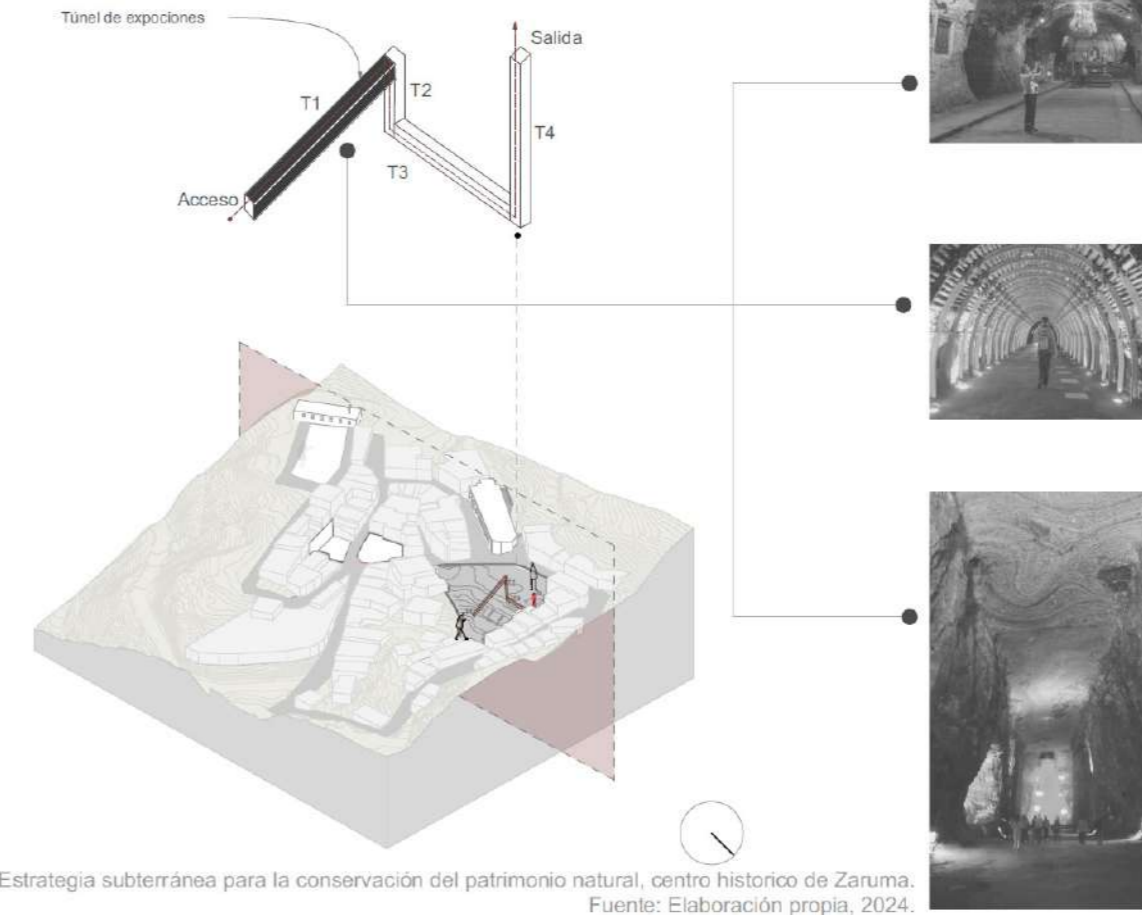 Túnel de expociones
Salida
T1
T2
T4
T3
Acceso
Estrategia subterránea para la conservación del patrimonio natural, centro historico de Zaruma.
Fuente: Elaboración propia, 2024.